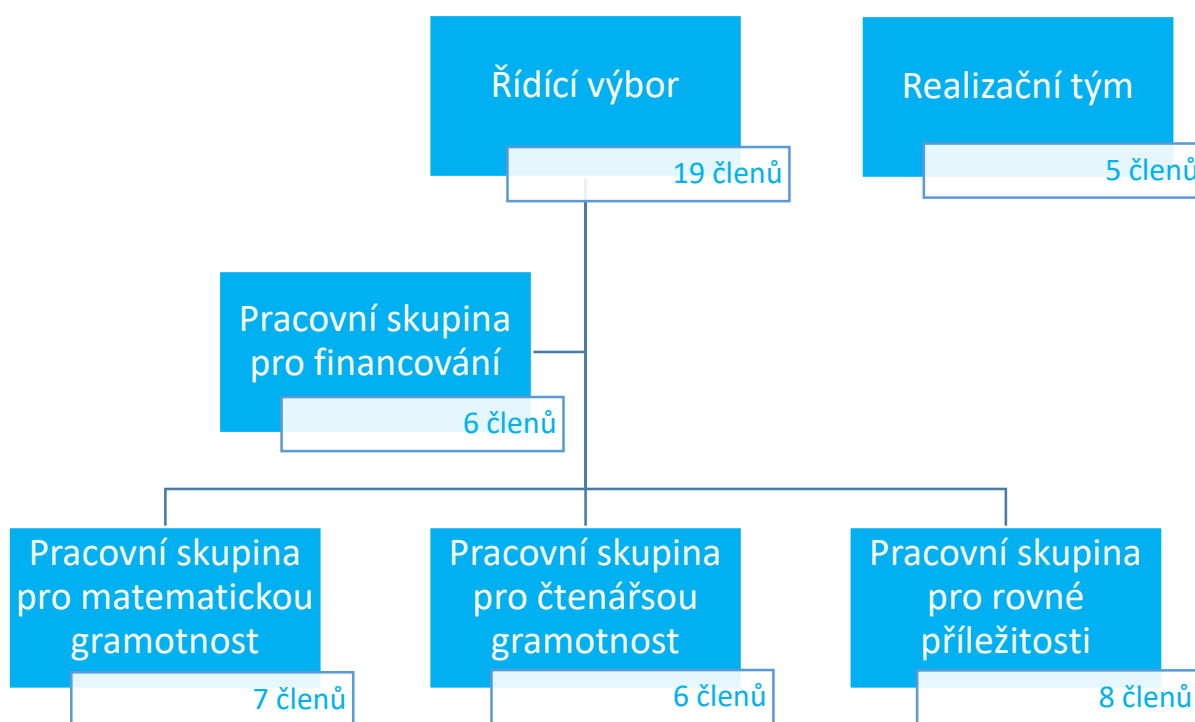 Řídící výbor
19 členů
Realizační tým
5 členů
Pracovní skupina
pro financování
6 členů
Pracovní skupina
pro matematickou
gramotnost
7 členů
Pracovní skupina
pro čtenářsou
gramotnost
6 členů
Pracovní skupina
pro rovné
příležitosti
8 členů